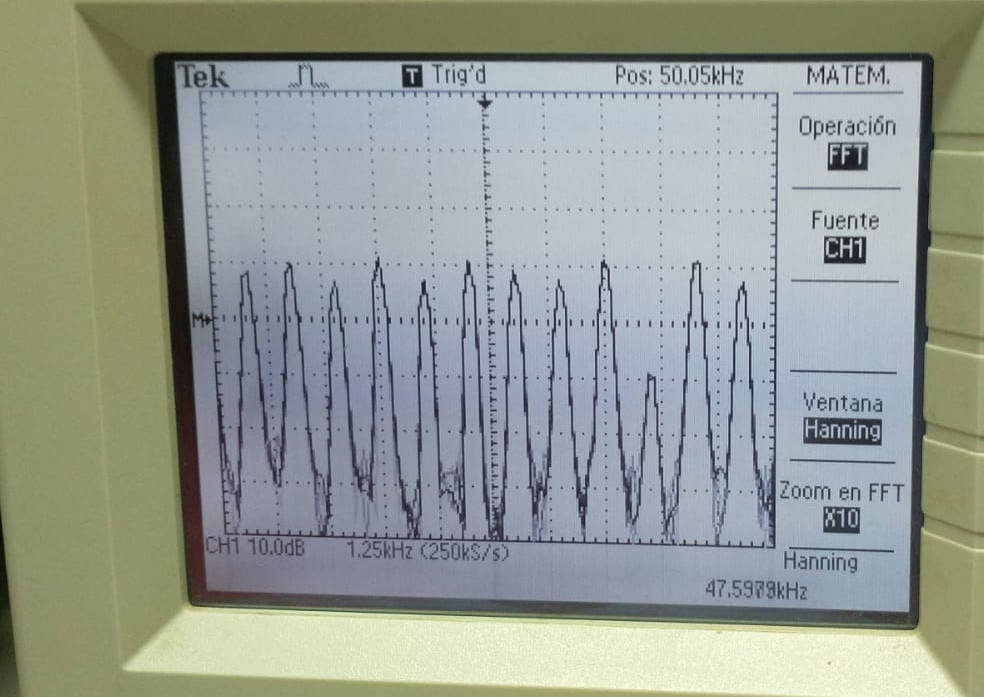 Tek T Trig'd Pos: 50.05kHz MATEM.
Operación
FFT
Fuente
CH1
M
Ventana
Hanning
Zoom en FFT
X10
CH1 10.0dB 1.25kHz (250kS/s) Hanning